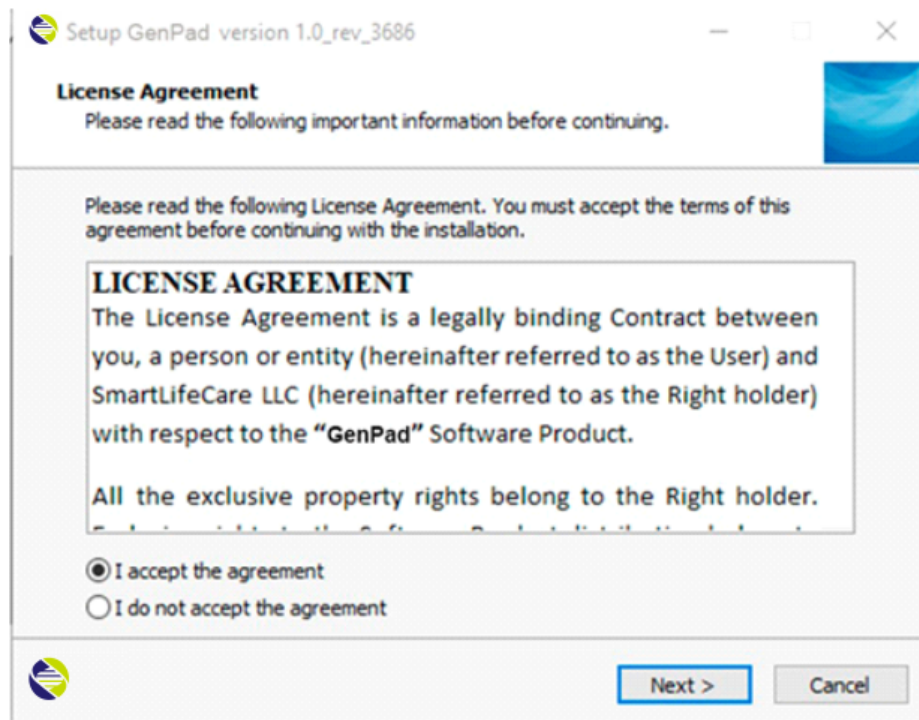 Setup GenPad version 1.0_rev_3686
License Agreement
Please read the following important information before continuing.
Please read the following License Agreement. You must accept the terms of this
agreement before continuing with the installation.
LICENSE AGREEMENT
The License Agreement is a legally binding Contract between
you, a person or entity (hereinafter referred to as the User) and
SmartLifeCare LLC (hereinafter referred to as the Right holder)
with respect to the “GenPad” Software Product.
All the exclusive property rights belong to the Right holder.
I accept the agreement
I do not accept the agreement
Next >
Cancel